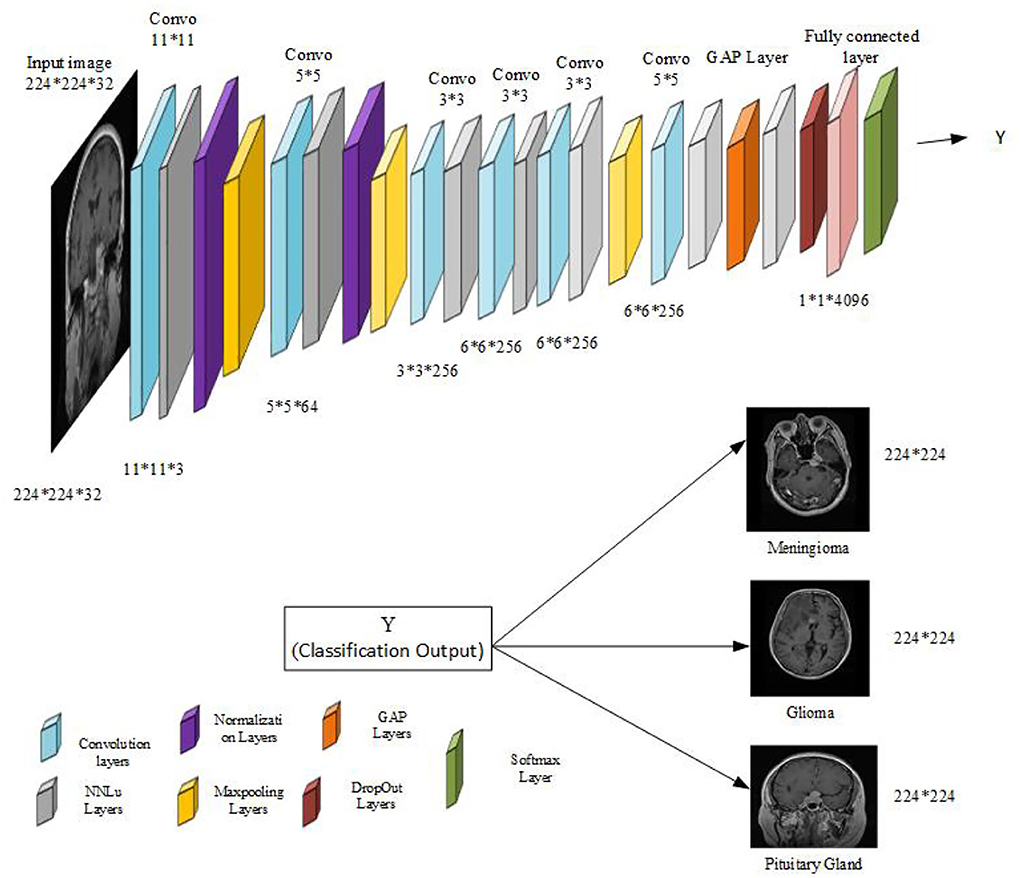 Convo
11*11
Input image
224*224*32
Convo
5*5
Convo
3*3
Convo
3*3
Convo
3*3
Convo
5*5
GAP Layer
Fully connected
layer
Y
1*1*4096
6*6*256
6*6*256
6*6*256
3*3*256
5*5*64
11*11*3
224*224*32
224*224
Meningioma
Y
(Classification Output)
224*224
Glioma
224*224
Pituitary Gland
Convolution
layers
Normalizati
on Layers
GAP
Layers
Softmax
Layer
NNLu
Layers
Maxpooling
Layers
DropOut
Layers